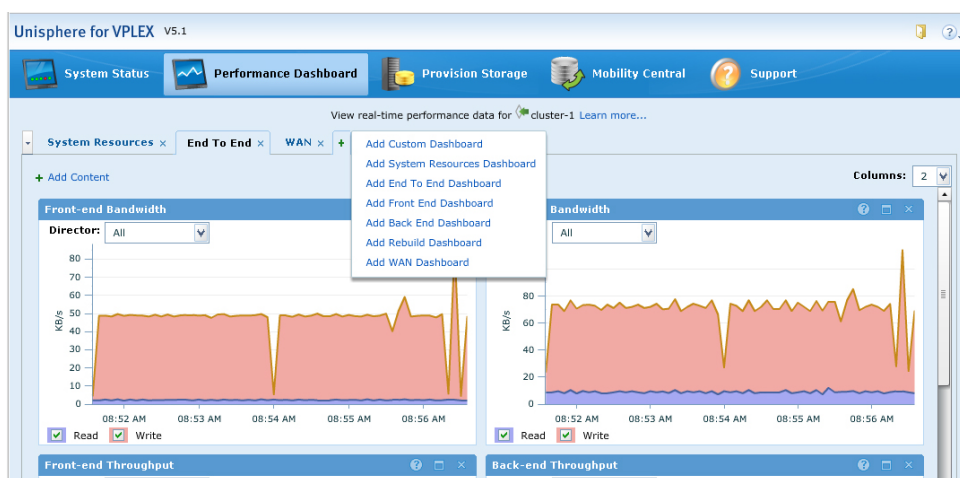 Unisphere for VPLEX V5.1
System Status Performance Dashboard Provision Storage Mobility Central Support
View real-time performance data for cluster-1 Learn more...
System Resources × End To End × WAN × +
Add Custom Dashboard
Add System Resources Dashboard
Add End To End Dashboard
Add Front End Dashboard
Add Back End Dashboard
Add Rebuild Dashboard
Add WAN Dashboard
+ Add Content
Columns: 2
Front-end Bandwidth
Director: All
80
70
60
50
40
30
20
10
0
KB/s
08:52 AM 08:53 AM 08:54 AM 08:55 AM 08:56 AM
Read Write
Bandwidth
All
80
60
40
20
0
KB/s
08:52 AM 08:53 AM 08:54 AM 08:55 AM 08:56 AM
Read Write
Front-end Throughput
Back-end Throughput